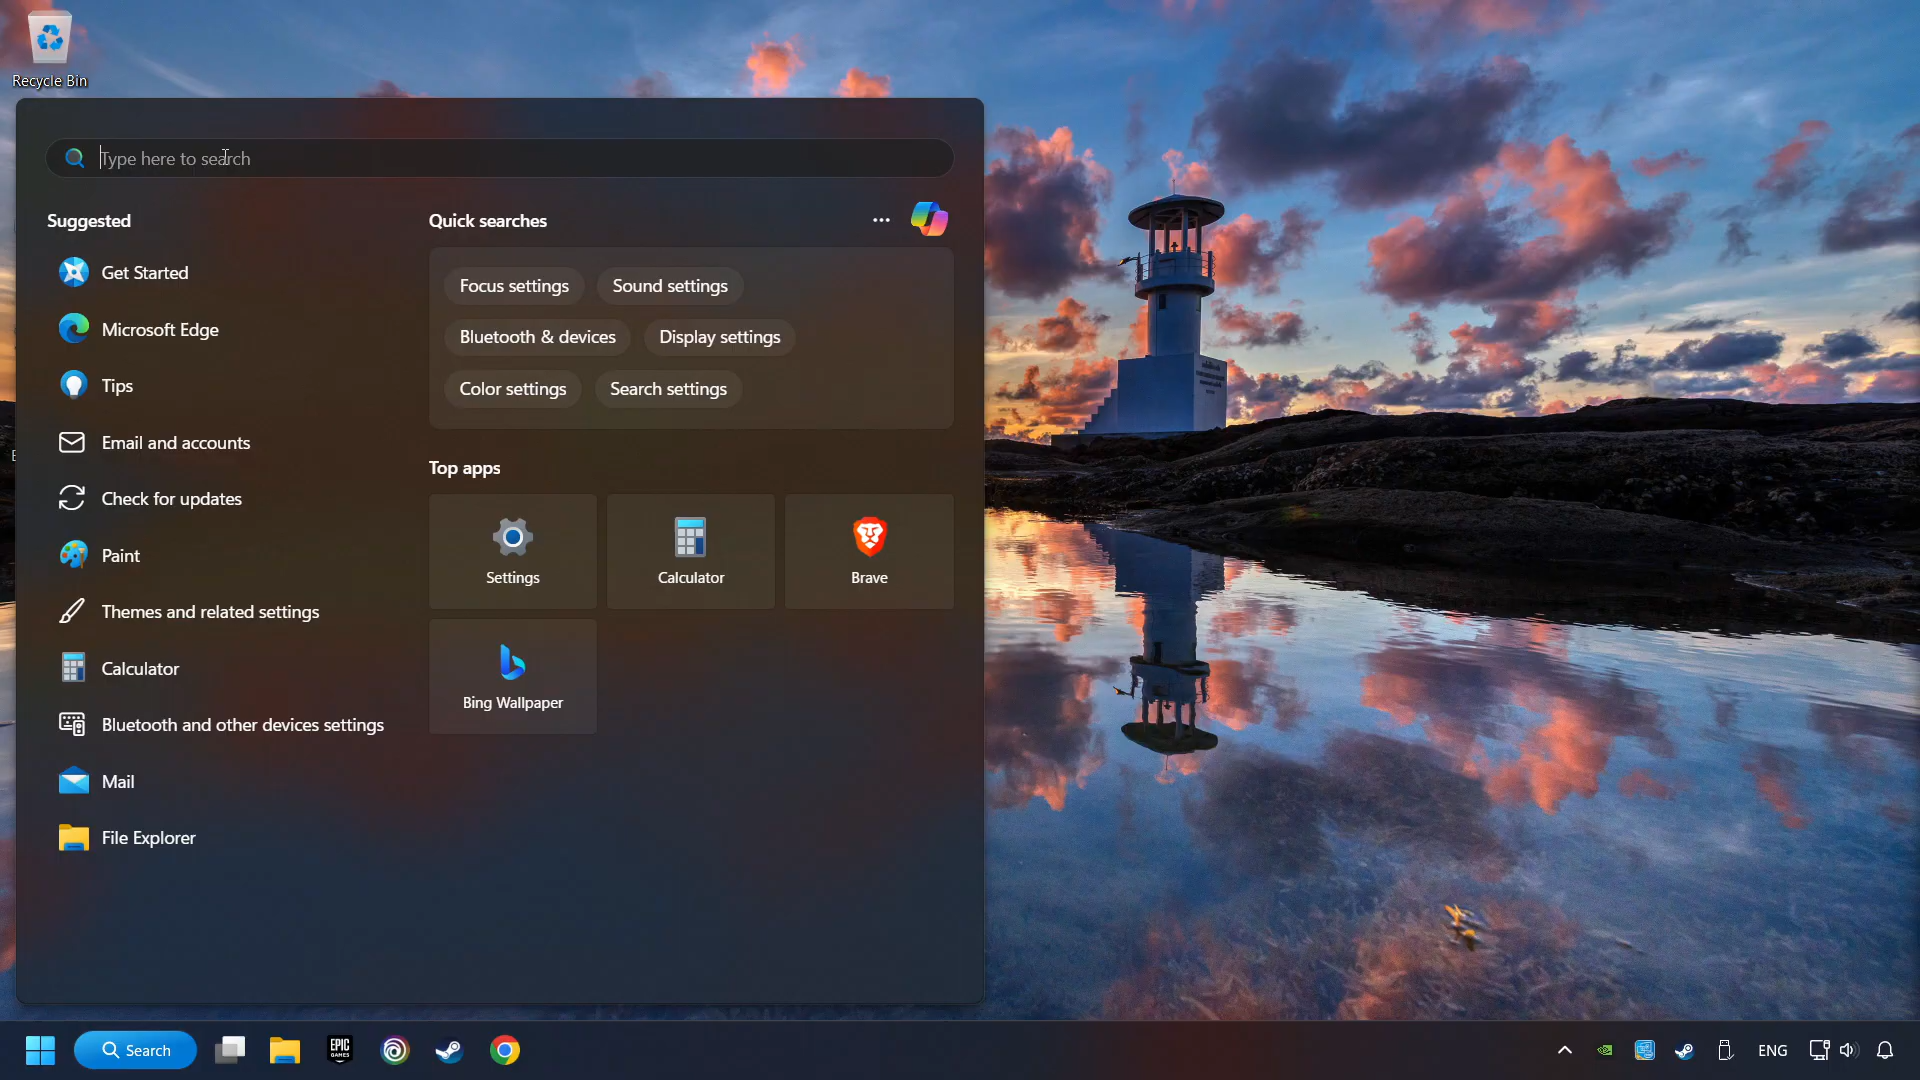 Recycle Bin
Type here to search
Suggested
Get Started
Microsoft Edge
Tips
Email and accounts
Check for updates
Paint
Themes and related settings
Calculator
Bluetooth and other devices settings
Mail
File Explorer
Quick searches
Focus settings
Sound settings
Bluetooth & devices
Display settings
Color settings
Search settings
Top apps
Settings
Calculator
Brave
Bing Wallpaper
Search
EPIC
GAMES
ENG